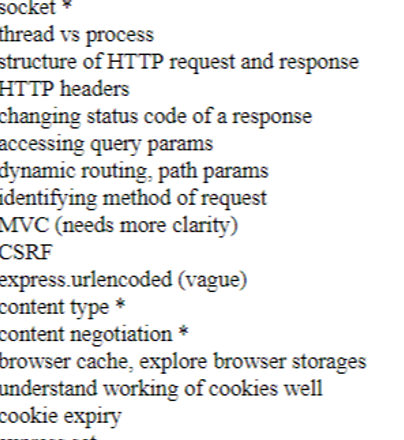 socket *
thread vs process
structure of HTTP request and response
HTTP headers
changing status code of a response
accessing query params
dynamic routing, path params
identifying method of request
MVC (needs more clarity)
CSRF
express.urlencoded (vague)
content type *
content negotiation *
browser cache, explore browser storages
understand working of cookies well
cookie expiry